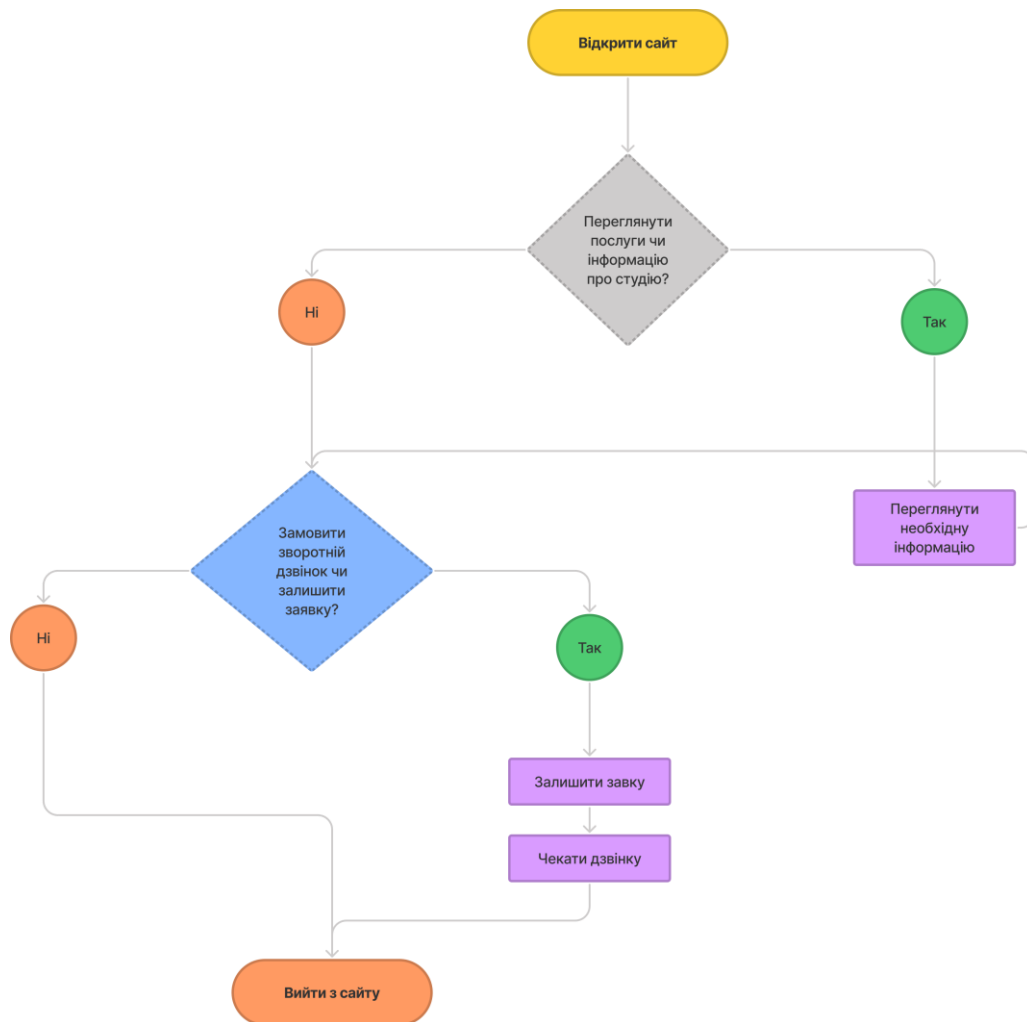 Відкрити сайт
Переглянути
послуги чи
інформацію
про студію?
Ні
Так
Переглянути
необхідну
інформацію
Замовити
зворотній
дзвінок чи
залишити
заявку?
Ні
Так
Залишити завку
Чекати дзвінку
Вийти з сайту